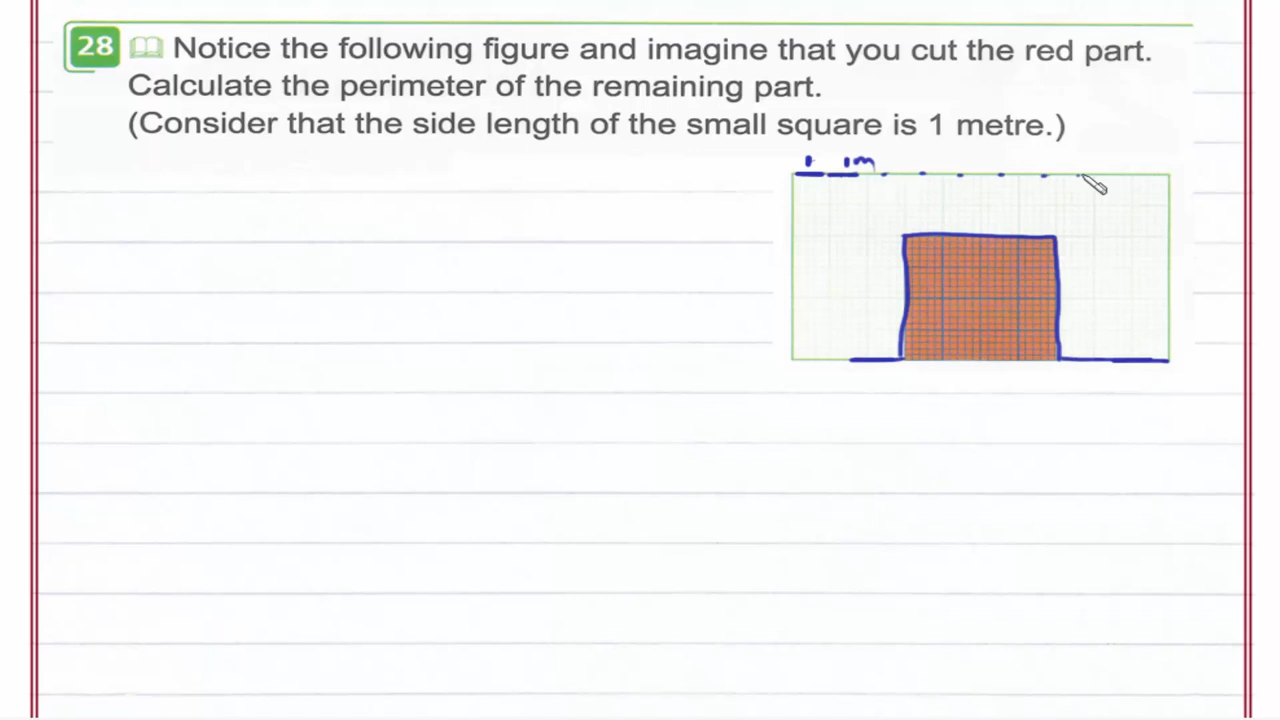 28 Notice the following figure and imagine that you cut the red part.
Calculate the perimeter of the remaining part.
(Consider that the side length of the small square is 1 metre.)
1 1m